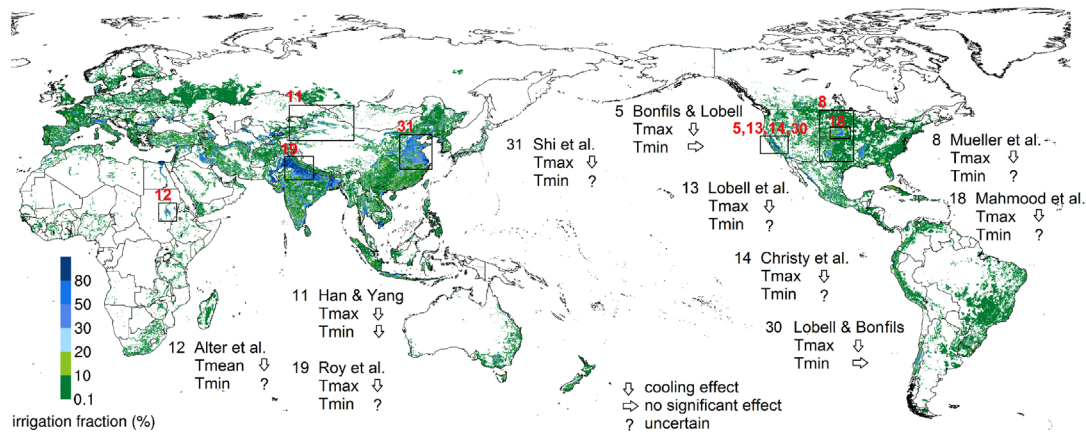 11
31
19
12
8
18
5,13,14,30
31 Shi et al.
Tmax ⇩
Tmin ?
5 Bonfils & Lobell
Tmax ⇩
Tmin ⇨
8 Mueller et al.
Tmax ⇩
Tmin ?
13 Lobell et al.
Tmax ⇩
Tmin ?
18 Mahmood et al.
Tmax ⇩
Tmin ?
14 Christy et al.
Tmax ⇩
Tmin ?
11 Han & Yang
Tmax ⇩
Tmin ⇩
30 Lobell & Bonfils
Tmax ⇩
Tmin ⇨
12 Alter et al.
Tmean ⇩
Tmin ?
19 Roy et al.
Tmax ⇩
Tmin ?
80
50
30
20
10
0.1
irrigation fraction (%)
⇩ cooling effect
⇨ no significant effect
? uncertain